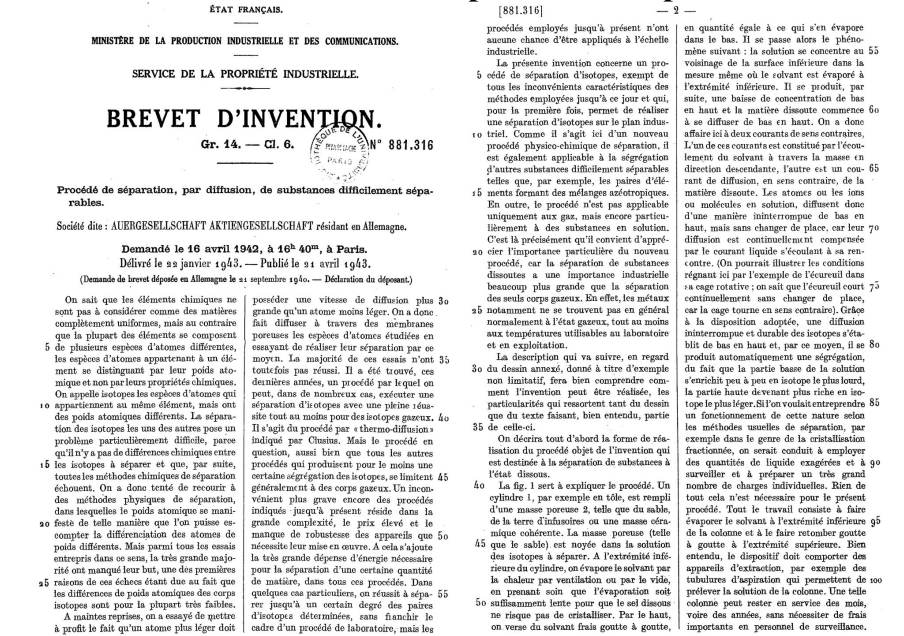 ÉTAT FRANÇAIS.
MINISTÈRE DE LA PRODUCTION INDUSTRIELLE ET DES COMMUNICATIONS.
SERVICE DE LA PROPRIÉTÉ INDUSTRIELLE.
BREVET D'INVENTION.
Gr. 14. — Cl. 6.
N° 881.316
Procédé de séparation, par diffusion, de substances difficilement sépa-
rables.
Société dite : AUERGESELLSCHAFT AKTIENGESELLSCHAFT résidant en Allemagne.
Demandé le 16 avril 1942, à 16ʰ 40ᵐ, à Paris.
Délivré le 22 janvier 1943. — Publié le 21 avril 1943.
(Demande de brevet déposée en Allemagne le 21 septembre 1940. — Déclaration du déposant.)
On sait que les éléments chimiques ne
sont pas à considérer comme des matières
complètement uniformes, mais au contraire
que la plupart des éléments se composent
5 de plusieurs espèces d'atomes différentes,
les espèces d'atomes appartenant à un élé-
ment se distinguant par leur poids ato-
mique et non par leurs propriétés chimiques.
On appelle isotopes les espèces d'atomes qui
10 appartiennent au même élément, mais ont
des poids atomiques différents. La sépara-
tion des isotopes les uns des autres pose un
problème particulièrement difficile, parce
qu'il n'y a pas de différences chimiques entre
15 les isotopes à séparer et que, par suite,
toutes les méthodes chimiques de séparation
échouent. On a donc tenté de recourir à
des méthodes physiques de séparation,
dans lesquelles le poids atomique se mani-
20 feste de telle manière que l'on puisse es-
compter la différenciation des atomes de
poids différents. Mais parmi tous les essais
entrepris dans ce sens, la très grande majo-
rité ont manqué leur but, une des premières
25 raisons de ces échecs étant due au fait que
les différences de poids atomiques des corps
isotopes sont pour la plupart très faibles.
A maintes reprises, on a essayé de mettre
à profit le fait qu'un atome plus léger doit
posséder une vitesse de diffusion plus 30
grande qu'un atome moins léger. On a donc
fait diffuser à travers des membranes
poreuses les espèces d'atomes étudiées en
essayant de réaliser leur séparation par ce
moyen. La majorité de ces essais n'ont 35
toutefois pas réussi. Il a été trouvé, ces
dernières années, un procédé par lequel on
peut, dans de nombreux cas, exécuter une
séparation d'isotopes avec une pleine réus-
site tout au moins pour des isotopes gazeux. 40
Il s'agit du procédé par « thermo-diffusion »
indiqué par Clusius. Mais le procédé en
question, aussi bien que tous les autres
procédés qui produisent pour le moins une
certaine ségrégation des isotopes, se limitent 45
généralement à des corps gazeux. Un incon-
vénient plus grave encore des procédés
indiqués jusqu'à présent réside dans la
grande complexité, le prix élevé et le
manque de robustesse des appareils que 50
nécessite leur mise en œuvre. A cela s'ajoute
la très grande dépense d'énergie nécessaire
pour la séparation d'une certaine quantité
de matière, dans tous ces procédés. Dans
quelques cas particuliers, on réussit à sépa- 55
rer jusqu'à un certain degré des paires
d'isotopes déterminées, sans franchir le
cadre d'un procédé de laboratoire, mais les
[881.316]
— 2 —
procédés employés jusqu'à présent n'ont
aucune chance d'être appliqués à l'échelle
industrielle.
La présente invention concerne un pro-
5 cédé de séparation d'isotopes, exempt de
tous les inconvénients caractéristiques des
méthodes employées jusqu'à ce jour et qui,
pour la première fois, permet de réaliser
une séparation d'isotopes sur le plan indus-
10 triel. Comme il s'agit ici d'un nouveau
procédé physico-chimique de séparation, il
est également applicable à la ségrégation
d'autres substances difficilement séparables
telles que, par exemple, les paires d'élé-
15 ments formant des mélanges azéotropiques.
En outre, le procédé n'est pas applicable
uniquement aux gaz, mais encore particu-
lièrement à des substances en solution.
C'est là précisément qu'il convient d'appré-
20 cier l'importance particulière du nouveau
procédé, car la séparation de substances
dissoutes a une importance industrielle
beaucoup plus grande que la séparation
des seuls corps gazeux. En effet, les métaux
25 notamment ne se trouvent pas en général
normalement à l'état gazeux, tout au moins
aux températures utilisables au laboratoire
et en exploitation.
La description qui va suivre, en regard
30 du dessin annexé, donné à titre d'exemple
non limitatif, fera bien comprendre com-
ment l'invention peut être réalisée, les
particularités qui ressortent tant du dessin
que du texte faisant, bien entendu, partie
35 de celle-ci.
On décrira tout d'abord la forme de réa-
lisation du procédé objet de l'invention qui
est destinée à la séparation de substances à
l'état dissous.
40 La fig. 1 sert à expliquer le procédé. Un
cylindre 1, par exemple en tôle, est rempli
d'une masse poreuse 2, telle que du sable,
de la terre d'infusoires ou une masse céra-
mique cohérente. La masse poreuse (telle
45 que le sable) est noyée dans la solution
des isotopes à séparer. A l'extrémité infé-
rieure du cylindre, on évapore le solvant par
la chaleur par ventilation ou par le vide,
en prenant soin que l'évaporation soit
50 suffisamment lente pour que le sel dissous
ne risque pas de cristalliser. Par le haut,
on verse du solvant frais goutte à goutte,
en quantité égale à ce qui s'en évapore
dans le bas. Il se passe alors le phéno-
mène suivant : la solution se concentre au 55
voisinage de la surface inférieure dans la
mesure même où le solvant est évaporé à
l'extrémité inférieure. Il se produit, par
suite, une baisse de concentration de bas
en haut et la matière dissoute commence 60
à se diffuser de bas en haut. On a donc
affaire ici à deux courants de sens contraires,
L'un de ces courants est constitué par l'écou-
lement du solvant à travers la masse en
direction descendante, l'autre est un cou- 65
rant de diffusion, en sens contraire, de la
matière dissoute. Les atomes ou les ions
ou molécules en solution, diffusent donc
d'une manière ininterrompue de bas en
haut, mais sans changer de place, car leur 70
diffusion est continuellement compensée
par le courant liquide s'écoulant à sa ren-
contre. (On pourrait illustrer les conditions
régnant ici par l'exemple de l'écureuil dans
sa cage rotative ; on sait que l'écureuil court 75
continuellement sans changer de place,
car la cage tourne en sens contraire). Grâce
à la disposition adoptée, une diffusion
ininterrompue et durable des isotopes s'éta-
blit de bas en haut et, par ce moyen, il se 80
produit automatiquement une ségrégation,
du fait que la partie basse de la solution
s'enrichit peu à peu en isotope le plus lourd,
la partie haute devenant plus riche en iso-
tope le plus léger. Si l'on voulait entreprendre 85
un fonctionnement de cette nature selon
les méthodes usuelles de séparation, par
exemple dans le genre de la cristallisation
fractionnée, on serait conduit à employer
des quantités de liquide exagérées et à 90
surveiller et à préparer un très grand
nombre de charges individuelles. Rien de
tout cela n'est nécessaire pour le présent
procédé. Tout le travail consiste à faire
évaporer le solvant à l'extrémité inférieure 95
de la colonne et à le faire retomber goutte
à goutte à l'extrémité supérieure. Bien
entendu, le dispositif doit comporter des
appareils d'extraction, par exemple des
tubulures d'aspiration qui permettent de 100
prélever la solution de la colonne. Une telle
colonne peut rester en service des mois,
voire des années, sans nécessiter de frais
importants en personnel de surveillance.